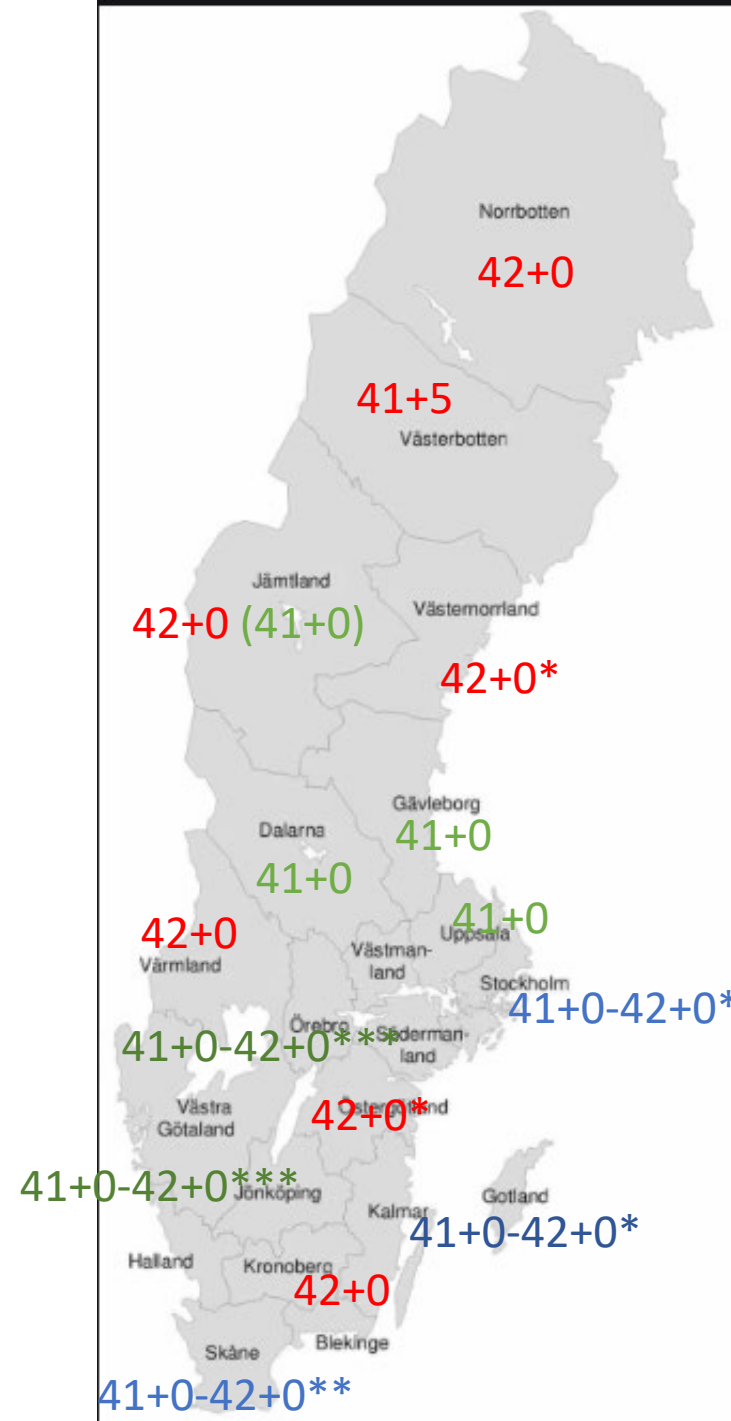 Norrbotten
42+0
41+5
Västerbotten
Jämtland
42+0 (41+0)
Västernorrland
42+0*
Gävleborg
41+0
Dalarna
41+0
41+0
Uppsala
42+0
Värmland
Västman-
land
Stockholm
41+0-42+0*
Örebro
41+0-42+0***
Söderman-
land
Västra
Götaland
Östergötland
42+0*
41+0-42+0***
Jönköping
Kalmar
Gotland
41+0-42+0*
Halland
Kronoberg
42+0
Blekinge
Skåne
41+0-42+0**